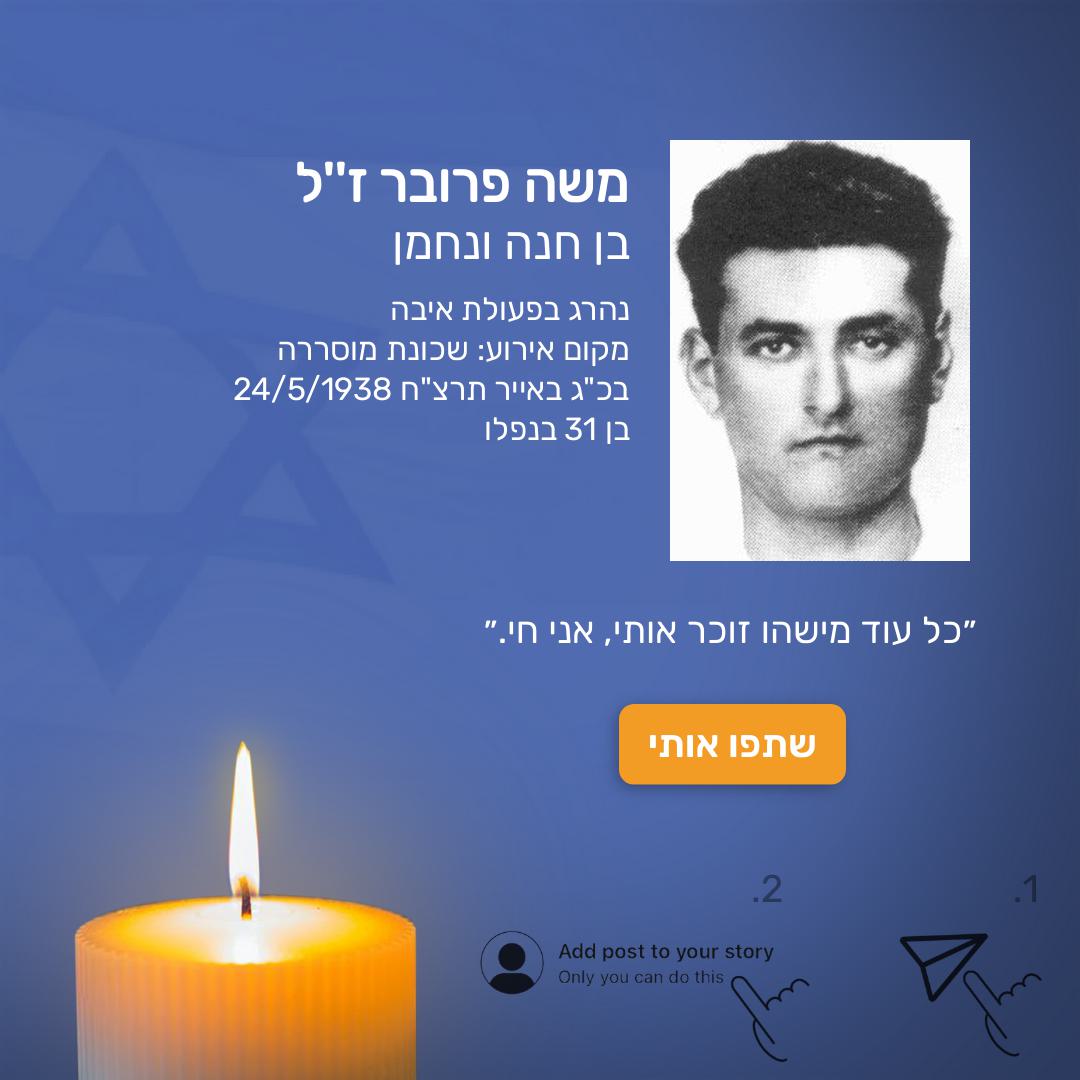 משה פרובר ז"ל
בן חנה ונחמן
נהרג בפעולת איבה
מקום אירוע: שכונת מוסררה
בכ"ג באייר תרצ"ח 24/5/1938
בן 31 בנפלו
״כל עוד מישהו זוכר אותי, אני חי.״
שתפו אותי
1.
2.
Add post to your story
Only you can do this